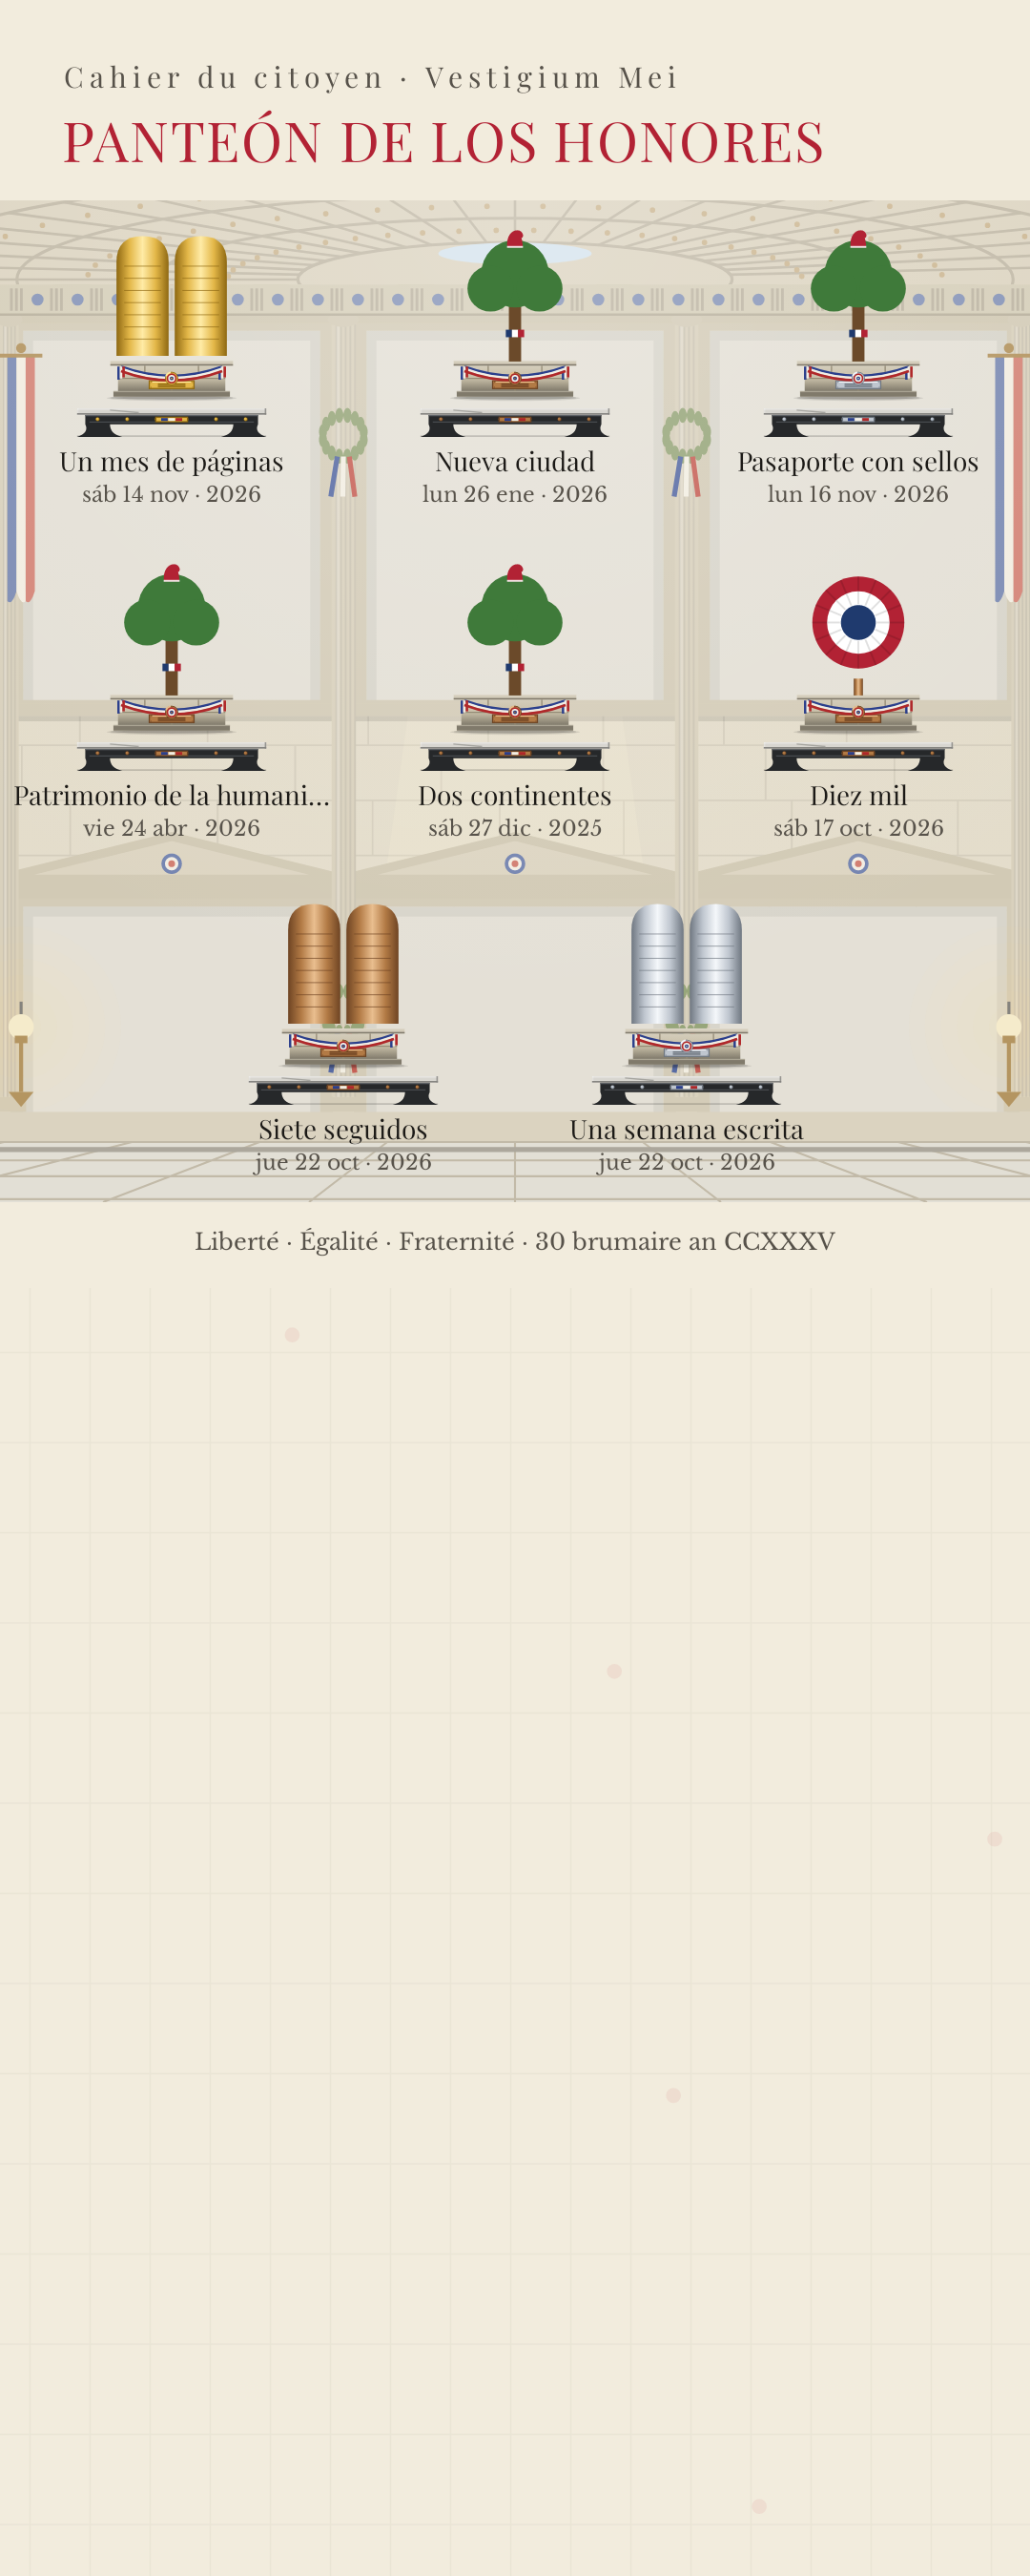 Cahier du citoyen · Vestigium Mei
PANTEÓN DE LOS HONORES
Un mes de páginas
sáb 14 nov · 2026
Nueva ciudad
lun 26 ene · 2026
Pasaporte con sellos
lun 16 nov · 2026
Patrimonio de la humani...
vie 24 abr · 2026
Dos continentes
sáb 27 dic · 2025
Diez mil
sáb 17 oct · 2026
Siete seguidos
jue 22 oct · 2026
Una semana escrita
jue 22 oct · 2026
Liberté · Égalité · Fraternité · 30 brumaire an CCXXXV